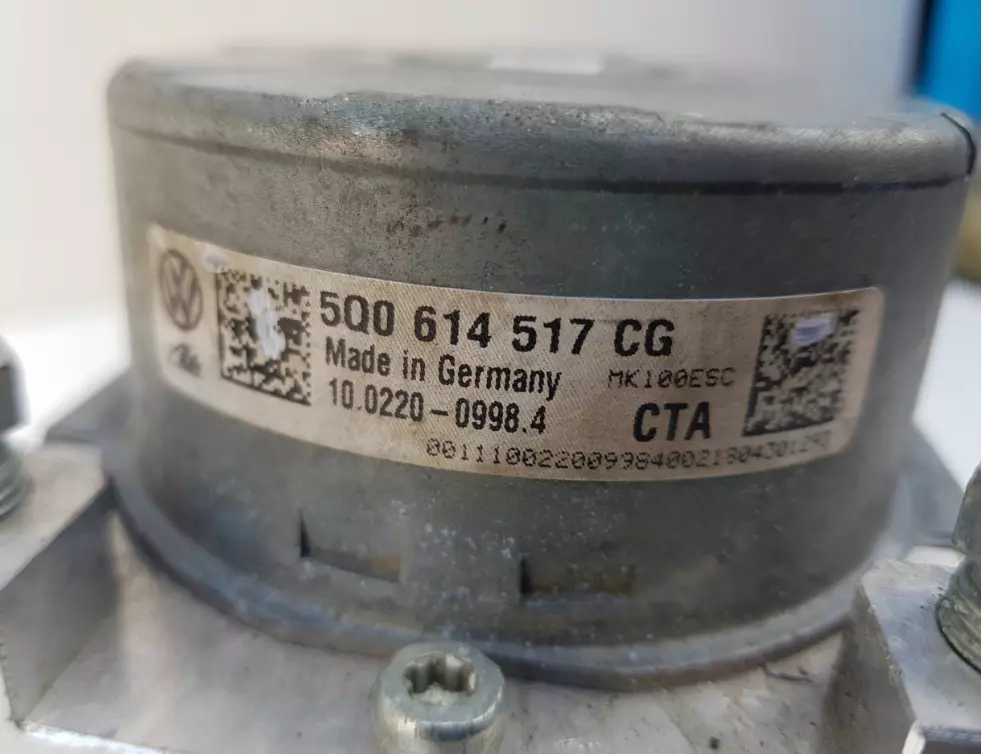 5Q0 614 517 CG
Made in Germany MK100ESC
10.0220-0998.4 CTA